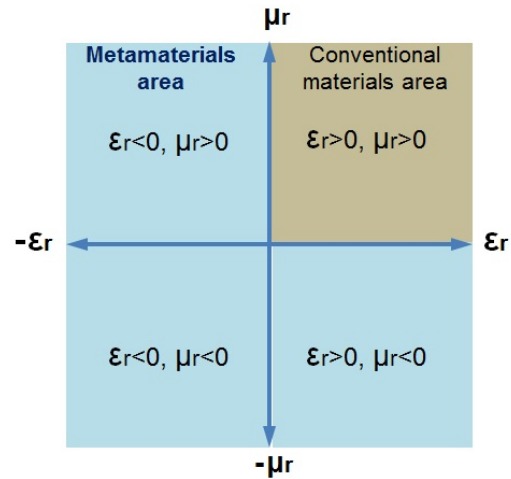 μr
Metamaterials
area
Conventional
materials area
εr<0, μr>0
εr>0, μr>0
-εr
εr
εr<0, μr<0
εr>0, μr<0
-μr